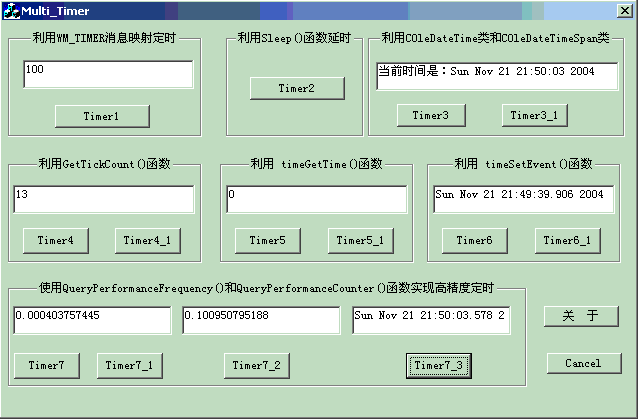 Multi_Timer
利用WM_TIMER消息映射定时
100
Timer1
利用Sleep()函数延时
Timer2
利用COleDateTime类和COleDateTimeSpan类
当前时间是：Sun Nov 21 21:50:03 2004
Timer3
Timer3_1
利用GetTickCount()函数
13
Timer4
Timer4_1
利用 timeGetTime()函数
0
Timer5
Timer5_1
利用 timeSetEvent()函数
Sun Nov 21 21:49:39.906 2004
Timer6
Timer6_1
使用QueryPerformanceFrequency()和QueryPerformanceCounter()函数实现高精度定时
0.000403757445
0.100950795188
Sun Nov 21 21:50:03.578 2
Timer7
Timer7_1
Timer7_2
Timer7_3
关 于
Cancel